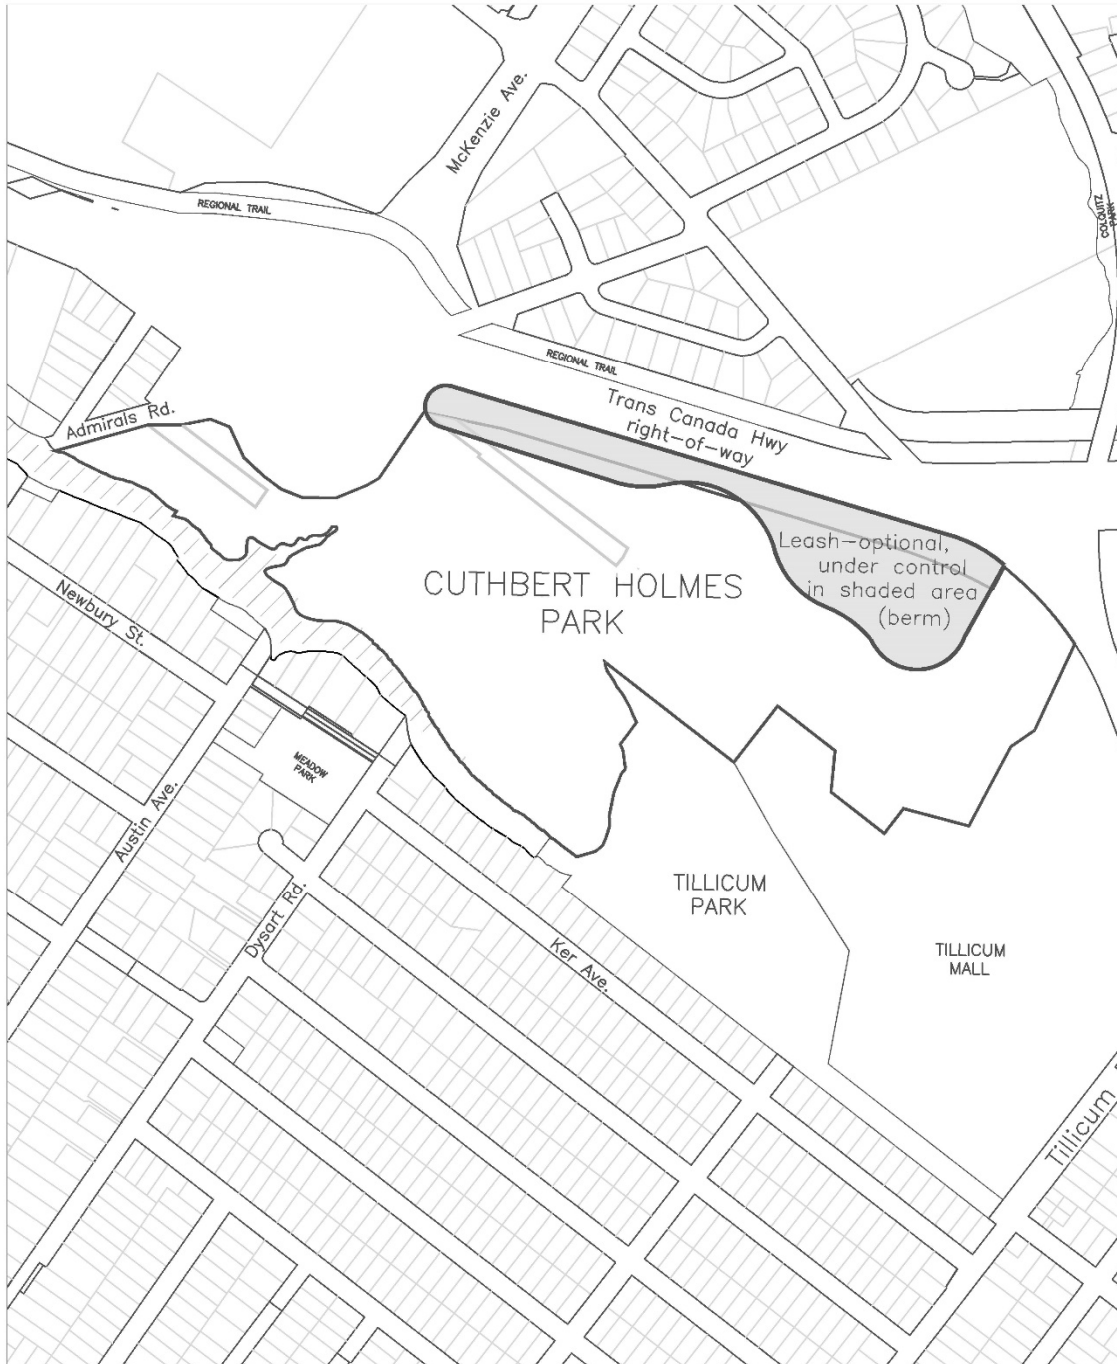 McKenzie Ave.
COLQUITZ
PARK
REGIONAL TRAIL
REGIONAL TRAIL
Trans Canada Hwy
right-of-way
Admirals Rd.
Leash-optional,
under control
in shaded area
(berm)
CUTHBERT HOLMES
PARK
Newbury St.
MEADOW
PARK
Austin Ave.
TILLICUM
PARK
Dysart Rd.
Ker Ave.
TILLICUM
MALL
Tillicum